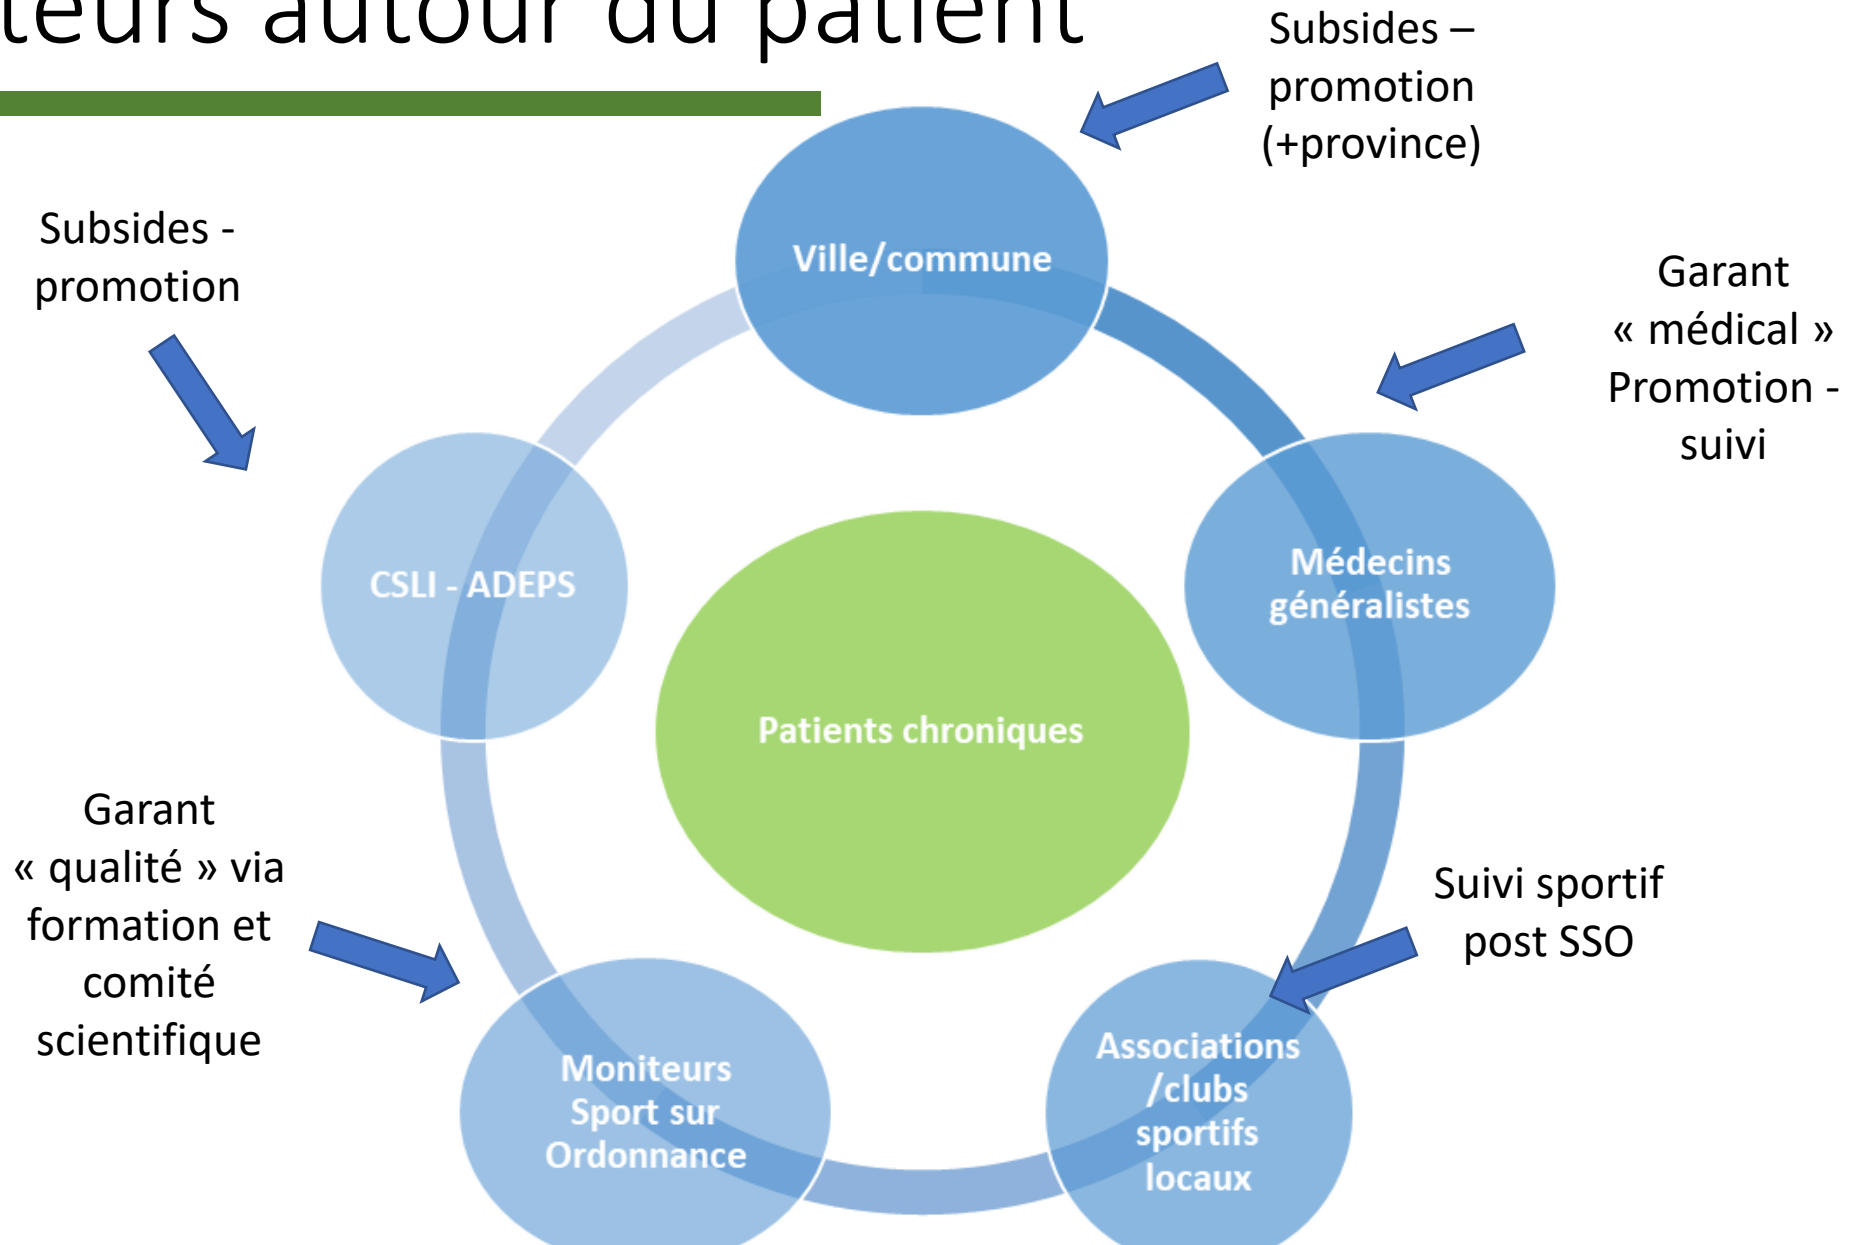 teurs autour du patient
Subsides –
promotion
(+province)
Subsides -
promotion
Ville/commune
Garant
« médical »
Promotion -
suivi
CSLI - ADEPS
Médecins
généralistes
Patients chroniques
Garant
« qualité » via
formation et
comité
scientifique
Suivi sportif
post SSO
Moniteurs
Sport sur
Ordonnance
Associations
/clubs
sportifs
locaux